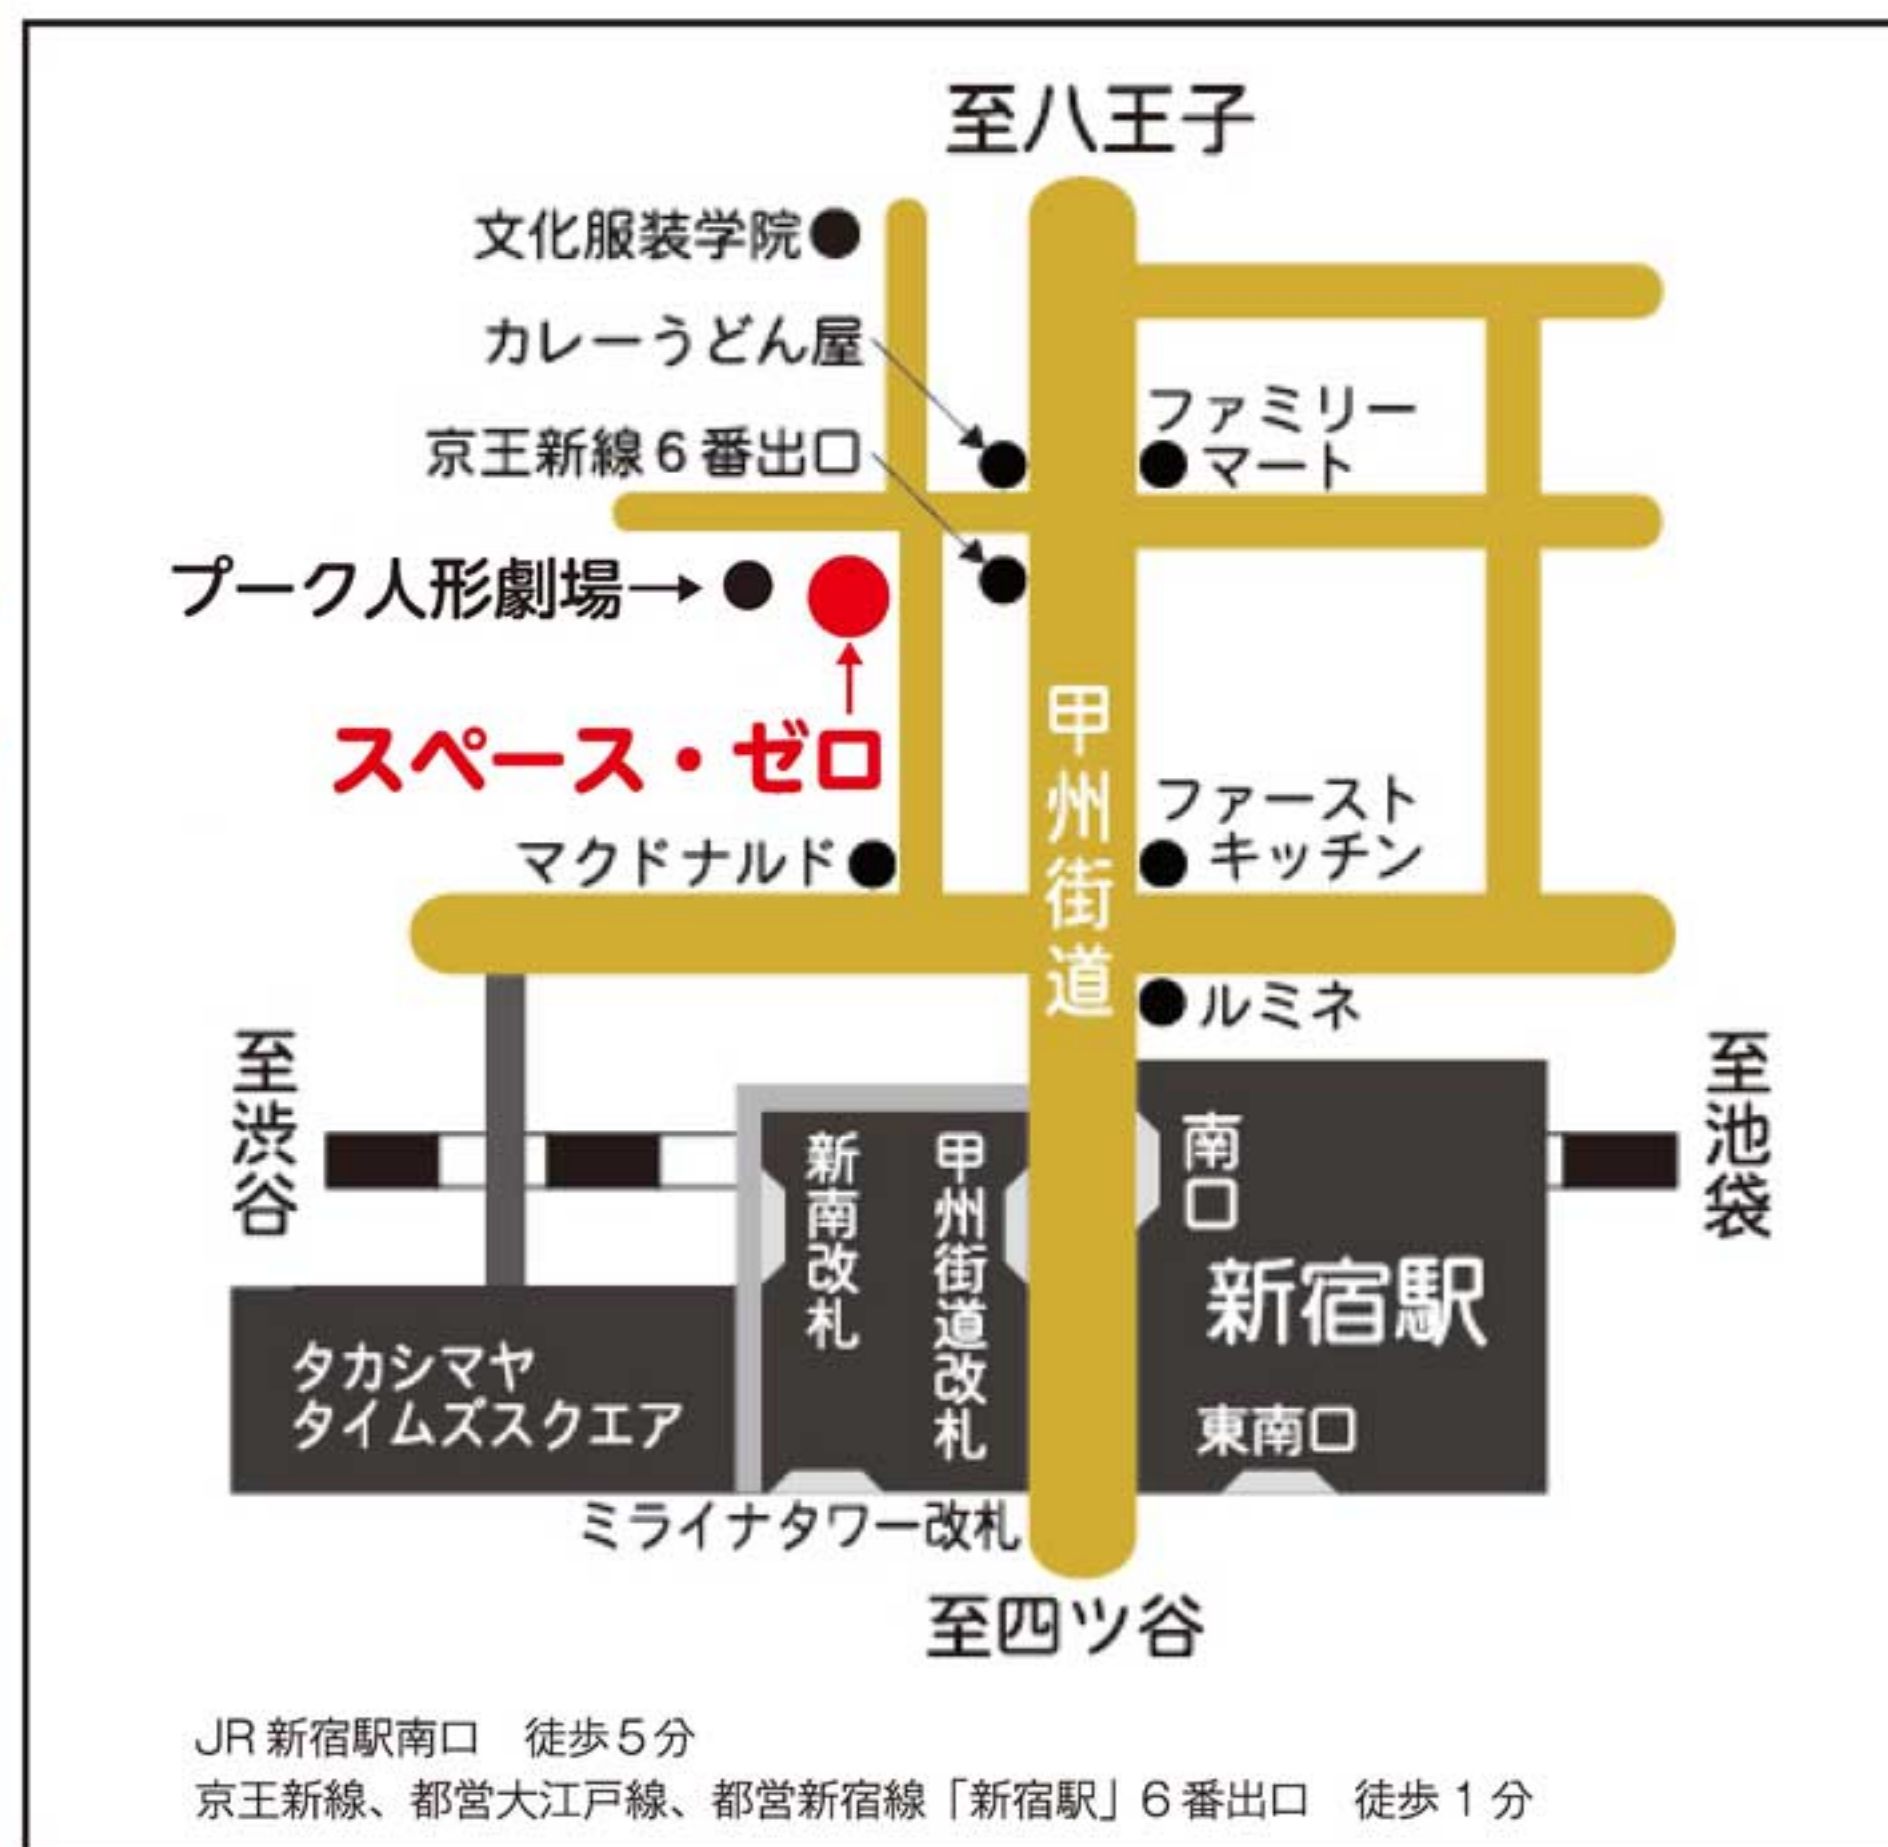 至八王子
文化服装学院
カレーうどん屋
ファミリー
マート
京王新線6番出口
プーク人形劇場
スペース・ゼロ
甲州街道
ファースト
キッチン
マクドナルド
ルミネ
至渋谷
至池袋
新南改札
甲州街道改札
南口
新宿駅
タカシマヤ
タイムズスクエア
東南口
ミライナタワー改札
至四ツ谷
JR新宿駅南口　徒歩5分
京王新線、都営大江戸線、都営新宿線「新宿駅」6番出口　徒歩1分